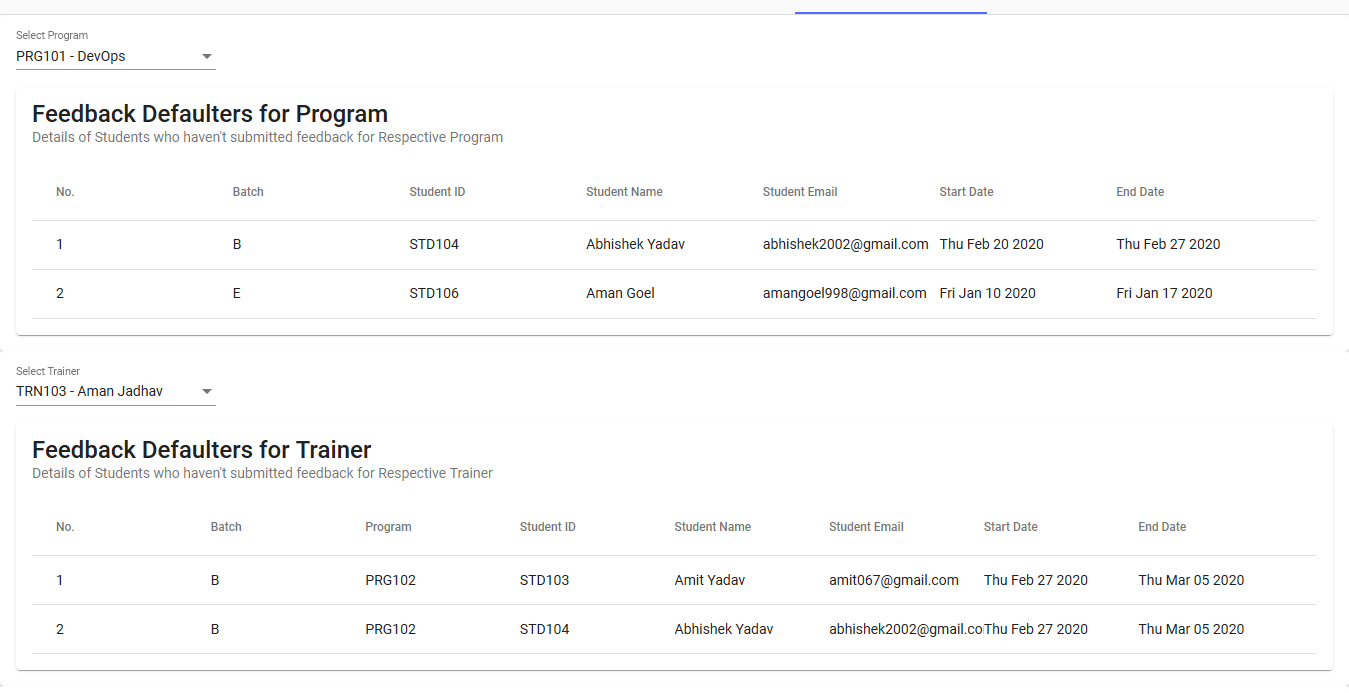 Select Program
PRG101 - DevOps
Feedback Defaulters for Program
Details of Students who haven't submitted feedback for Respective Program
No. Batch Student ID Student Name Student Email Start Date End Date
1 B STD104 Abhishek Yadav abhishek2002@gmail.com Thu Feb 20 2020 Thu Feb 27 2020
2 E STD106 Aman Goel amangoel998@gmail.com Fri Jan 10 2020 Fri Jan 17 2020
Select Trainer
TRN103 - Aman Jadhav
Feedback Defaulters for Trainer
Details of Students who haven't submitted feedback for Respective Trainer
No. Batch Program Student ID Student Name Student Email Start Date End Date
1 B PRG102 STD103 Amit Yadav amit067@gmail.com Thu Feb 27 2020 Thu Mar 05 2020
2 B PRG102 STD104 Abhishek Yadav abhishek2002@gmail.co Thu Feb 27 2020 Thu Mar 05 2020